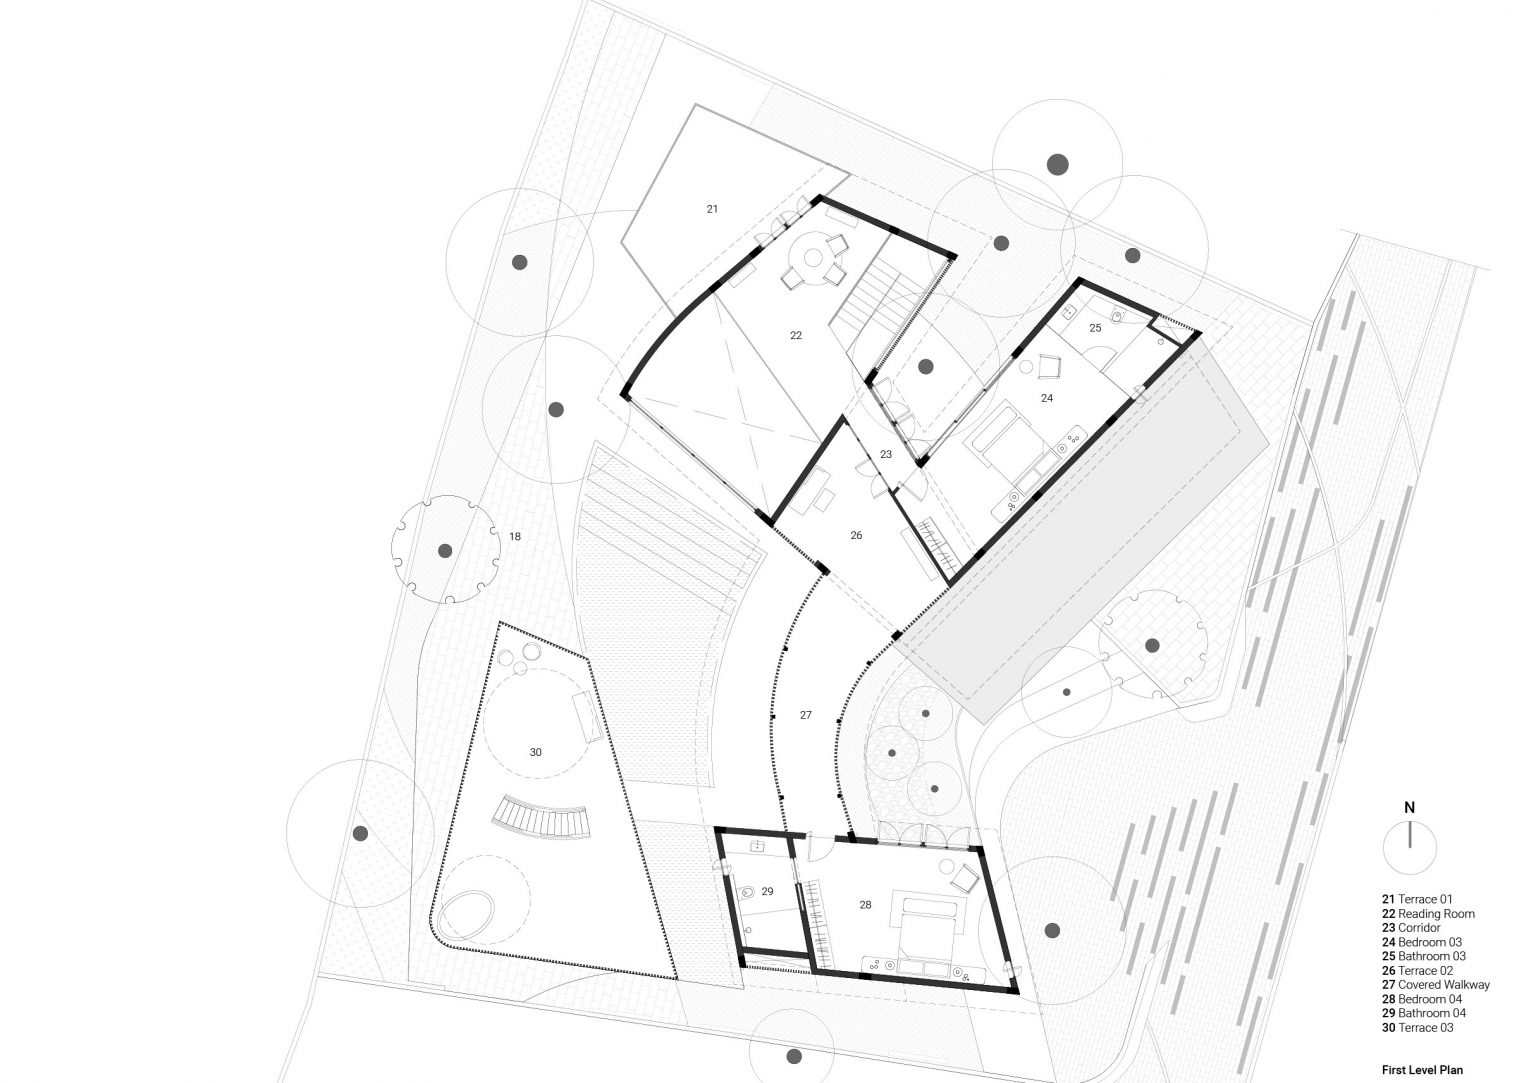 21
22
25
24
23
18
26
27
30
29
28
N
21 Terrace 01
22 Reading Room
23 Corridor
24 Bedroom 03
25 Bathroom 03
26 Terrace 02
27 Covered Walkway
28 Bedroom 04
29 Bathroom 04
30 Terrace 03
First Level Plan